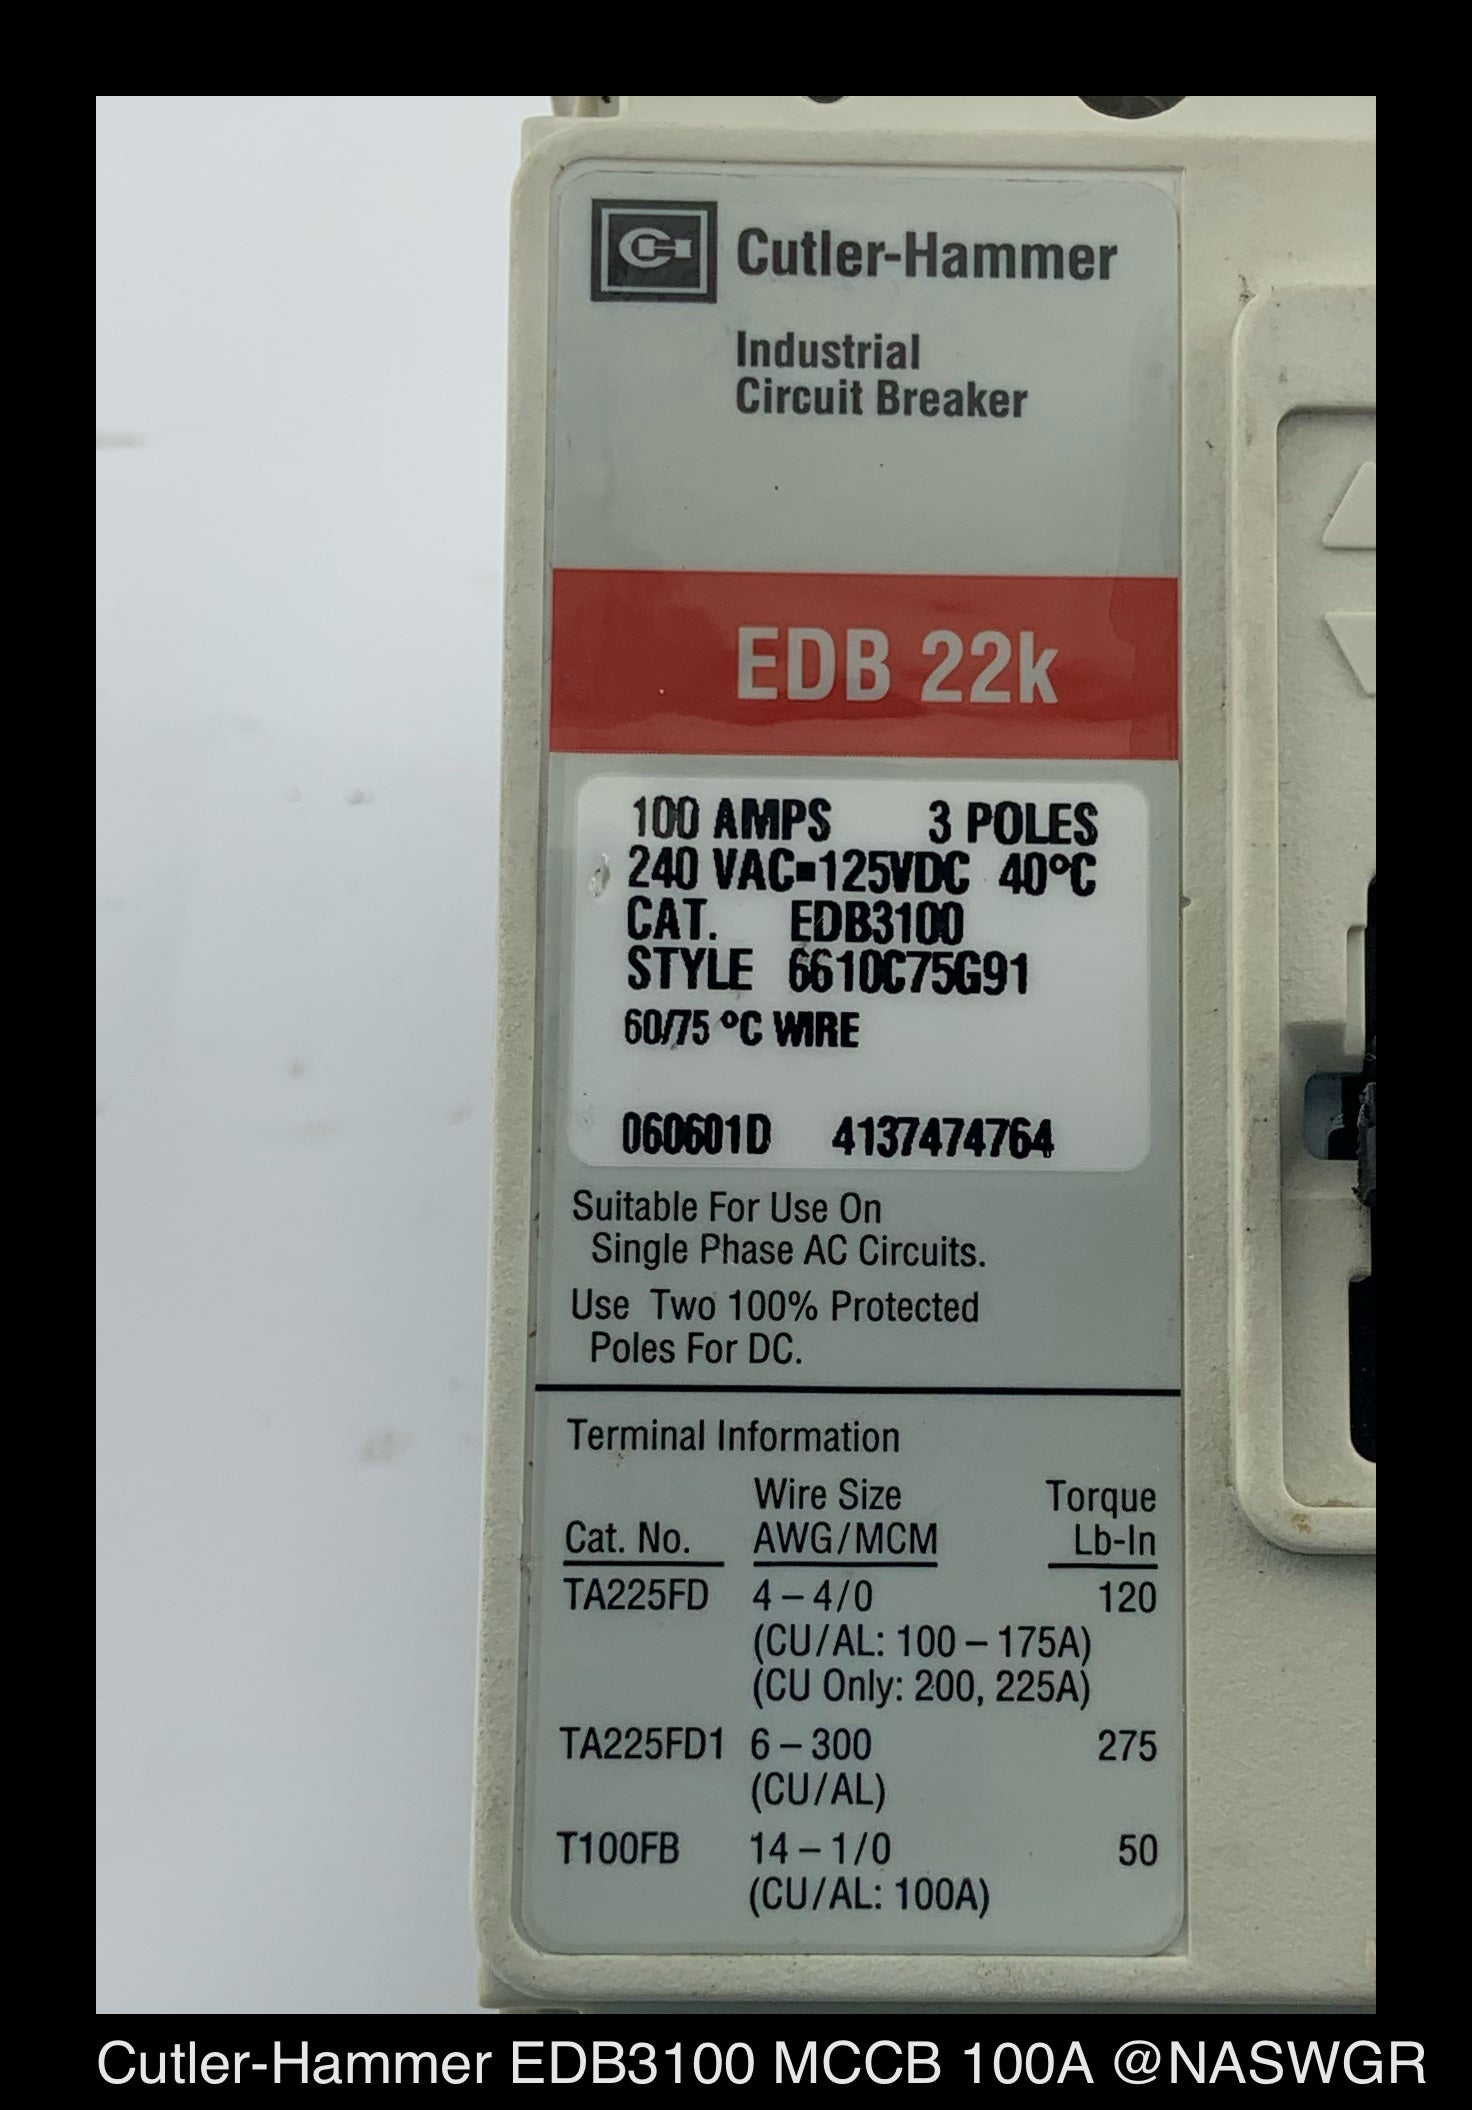 CH Cutler-Hammer
Industrial
Circuit Breaker
EDB 22k
100 AMPS 3 POLES
240 VAC▪125VDC 40°C
CAT. EDB3100
STYLE 6610C75G91
60/75 °C WIRE
060601D 4137474764
Suitable For Use On
Single Phase AC Circuits.
Use Two 100% Protected
Poles For DC.
Terminal Information
Wire Size Torque
Cat. No. AWG/MCM Lb-In
TA225FD 4 – 4/0 120
(CU/AL: 100 – 175A)
(CU Only: 200, 225A)
TA225FD1 6 – 300 275
(CU/AL)
T100FB 14 – 1/0 50
(CU/AL: 100A)
Cutler-Hammer EDB3100 MCCB 100A @NASWGR